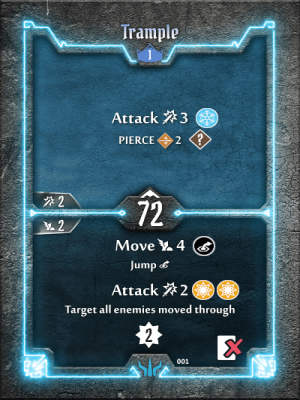 Trample
1
Attack 3
PIERCE 2 ?
2
72
2
Move 4
Jump
Attack 2
Target all enemies moved through
2
001